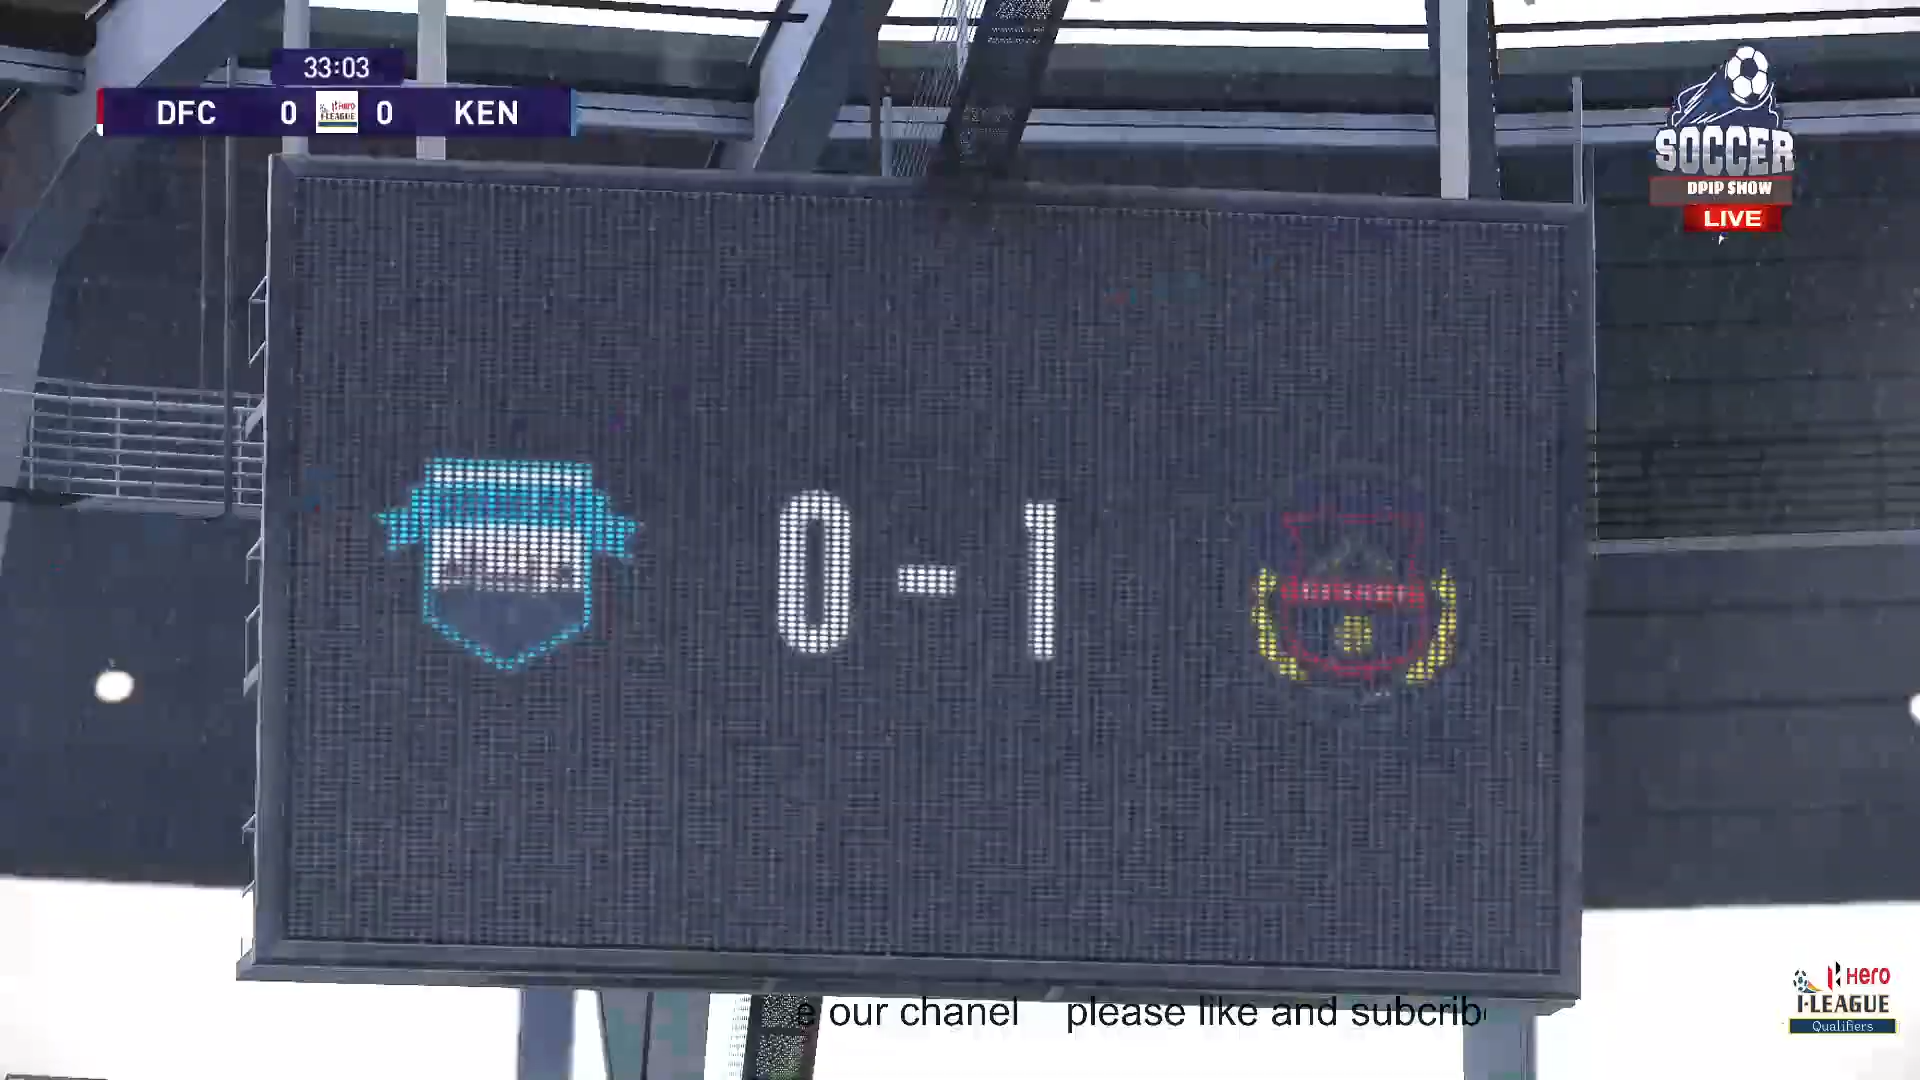 33:03
DFC 0 Hero I-LEAGUE 0 KEN
SOCCER
DPIP SHOW
LIVE
0-1
e our chanel please like and subcrib
Hero
I-LEAGUE
Qualifiers